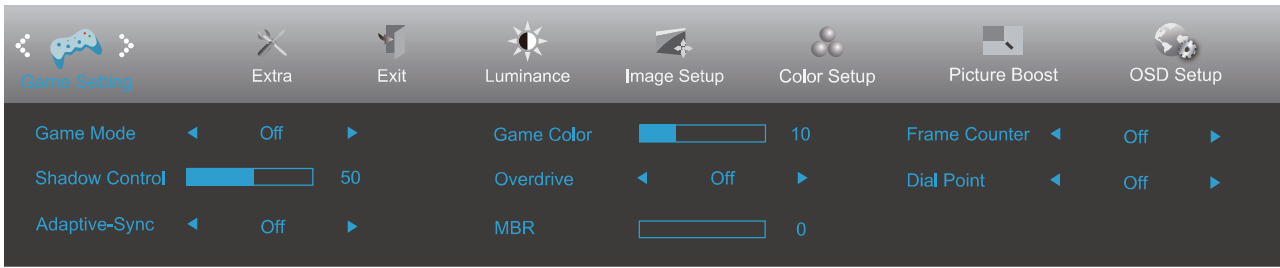 Game Setting Extra Exit Luminance Image Setup Color Setup Picture Boost OSD Setup
Game Mode Off Game Color 10 Frame Counter Off
Shadow Control 50 Overdrive Off Dial Point Off
Adaptive-Sync Off MBR 0